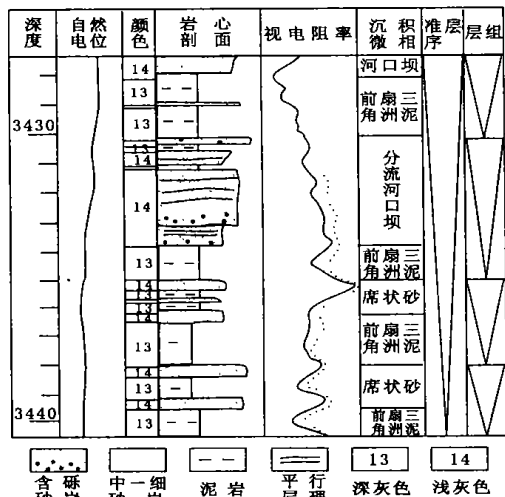 深度
自然电位
颜色
岩心剖面
视电阻率
沉积微相
准层序
层组
14
河口坝
13
前扇三
角洲泥
3430
13
13
14
分流河口坝
14
13
前扇三
角洲泥
14
13
席状砂
13
14
13
前扇三
角洲泥
14
席状砂
13
14
3440
13
前扇三
角洲泥
13
14
含砾
砂岩
中一细
砂岩
泥岩
平行
层理
深灰色
浅灰色